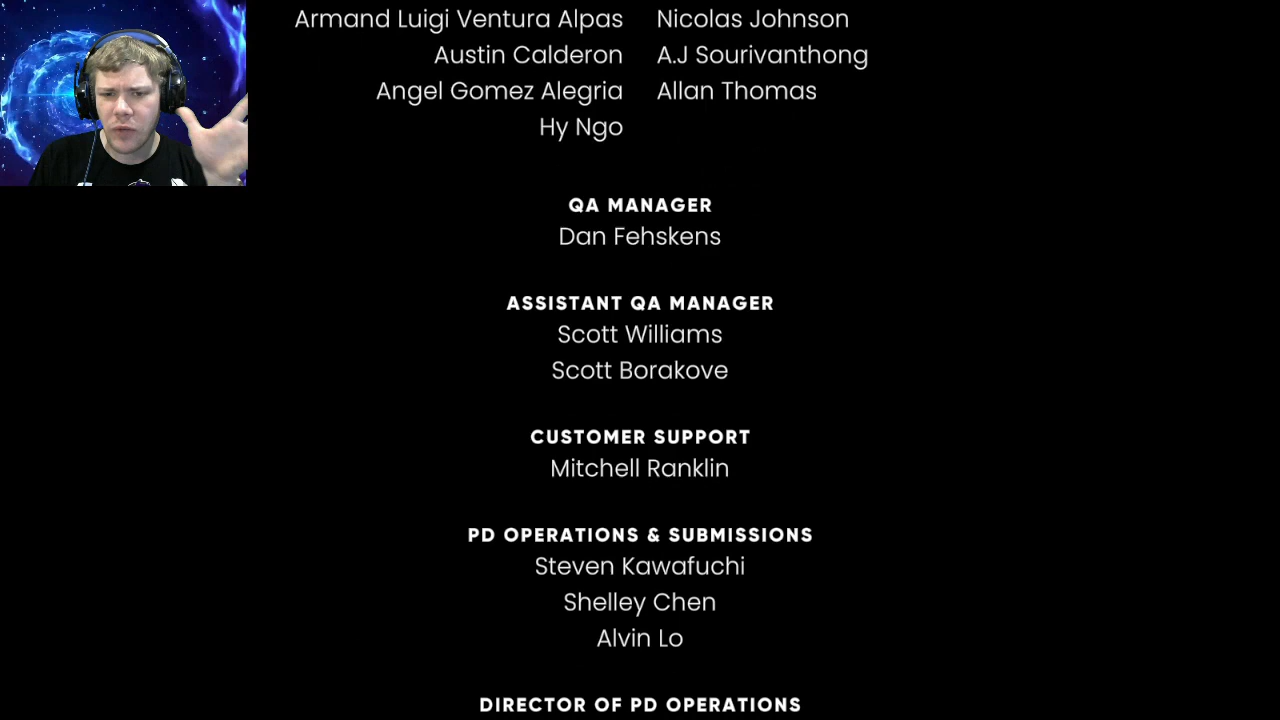 Armand Luigi Ventura Alpas Nicolas Johnson
Austin Calderon A.J Sourivanthong
Angel Gomez Alegria Allan Thomas
Hy Ngo
QA MANAGER
Dan Fehskens
ASSISTANT QA MANAGER
Scott Williams
Scott Borakove
CUSTOMER SUPPORT
Mitchell Ranklin
PD OPERATIONS & SUBMISSIONS
Steven Kawafuchi
Shelley Chen
Alvin Lo
DIRECTOR OF PD OPERATIONS